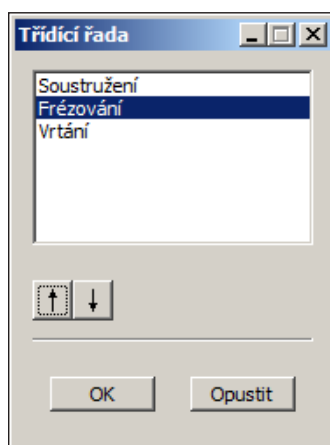 Třídící řada
Soustružení
Frézování
Vrtání
OK
Opustit